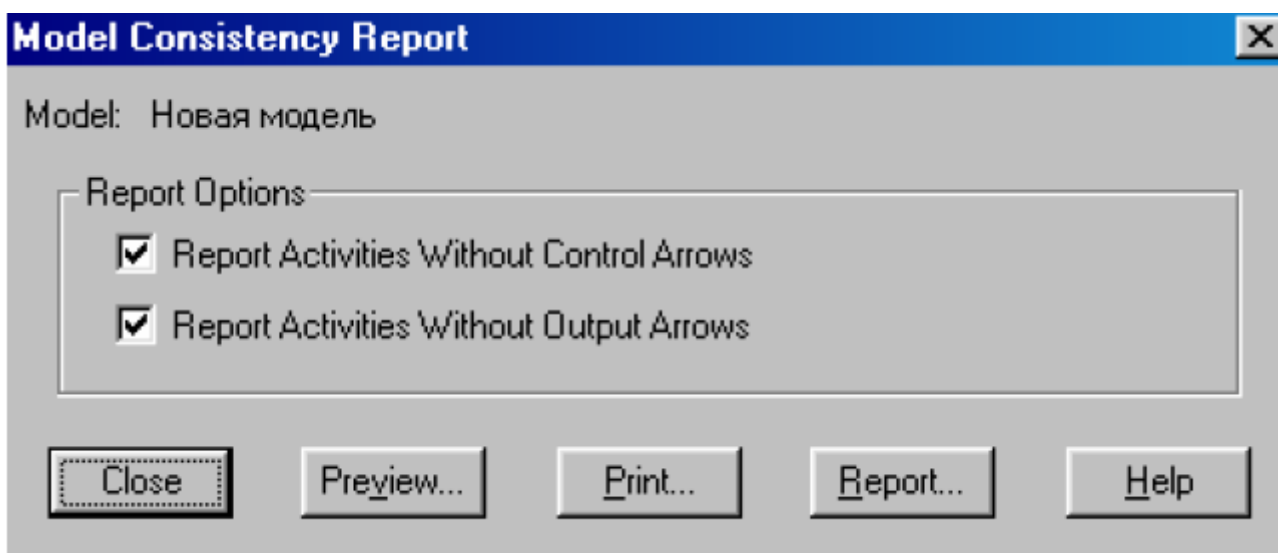 Model Consistency Report
Model: Новая модель
Report Options
Report Activities Without Control Arrows
Report Activities Without Output Arrows
Close Preview... Print... Report... Help